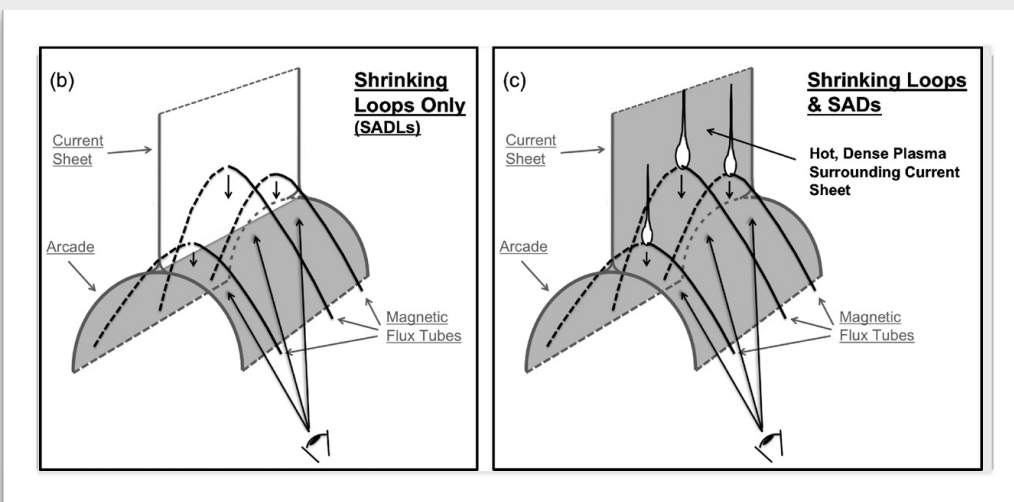 (b)
Shrinking
Loops Only
(SADLs)
Current
Sheet
Arcade
Magnetic
Flux Tubes
(c)
Shrinking Loops
& SADs
Current
Sheet
Hot, Dense Plasma
Surrounding Current
Sheet
Arcade
Magnetic
Flux Tubes